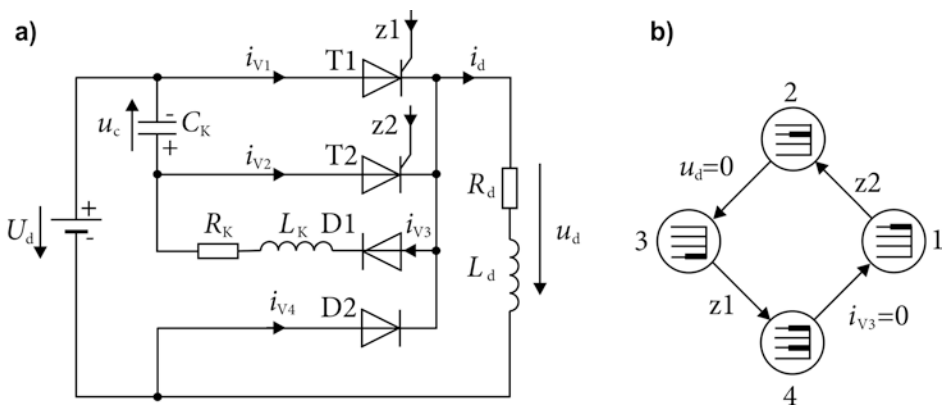 a)
z1
b)
i_V1
T1
i_d
2
u_c
-
C_K
+
z2
u_d=0
z2
i_V2
T2
R_d
U_d
+
-
R_K
L_K
D1
i_V3
u_d
3
1
L_d
i_V4
D2
z1
i_V3=0
4